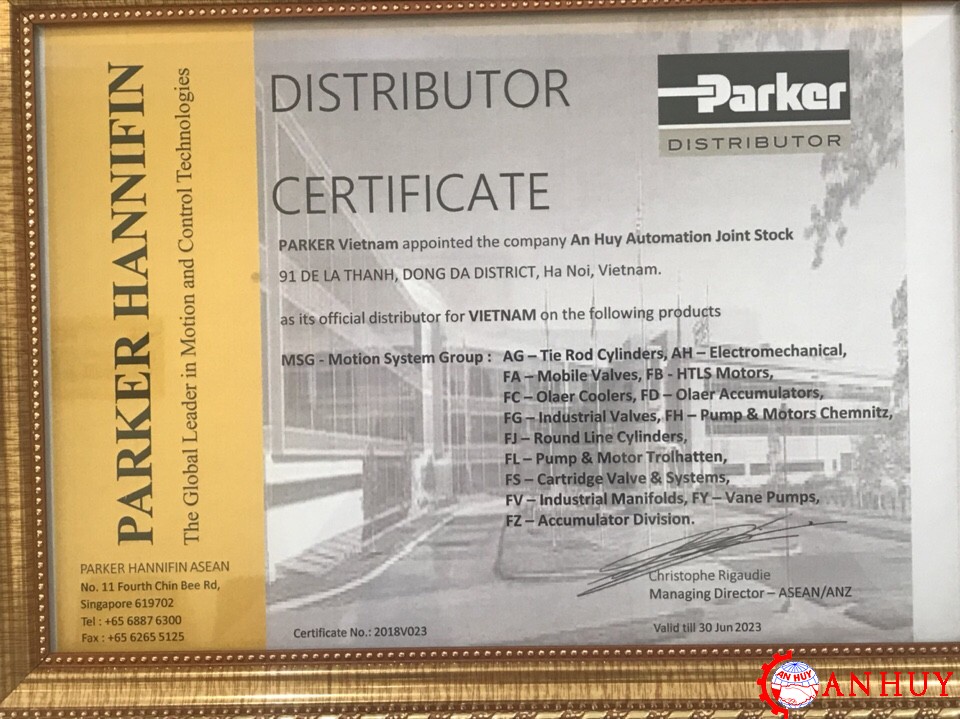 PARKER HANNIFIN
The Global Leader in Motion and Control Technologies
PARKER HANNIFIN ASEAN
No. 11 Fourth Chin Bee Rd,
Singapore 619702
Tel : +65 6887 6300
Fax : +65 6265 5125
DISTRIBUTOR
CERTIFICATE
Parker
DISTRIBUTOR
PARKER Vietnam appointed the company An Huy Automation Joint Stock
91 DE LA THANH, DONG DA DISTRICT, Ha Noi, Vietnam.
as its official distributor for VIETNAM on the following products
MSG - Motion System Group : AG – Tie Rod Cylinders, AH – Electromechanical,
FA – Mobile Valves, FB - HTLS Motors,
FC – Olaer Coolers, FD – Olaer Accumulators,
FG – Industrial Valves, FH – Pump & Motors Chemnitz,
FJ – Round Line Cylinders,
FL – Pump & Motor Trolhatten,
FS – Cartridge Valve & Systems,
FV – Industrial Manifolds, FY – Vane Pumps,
FZ – Accumulator Division.
Christophe Rigaudie
Managing Director – ASEAN/ANZ
Certificate No.: 2018V023
Valid till 30 Jun 2023
AN HUY
ANHUY